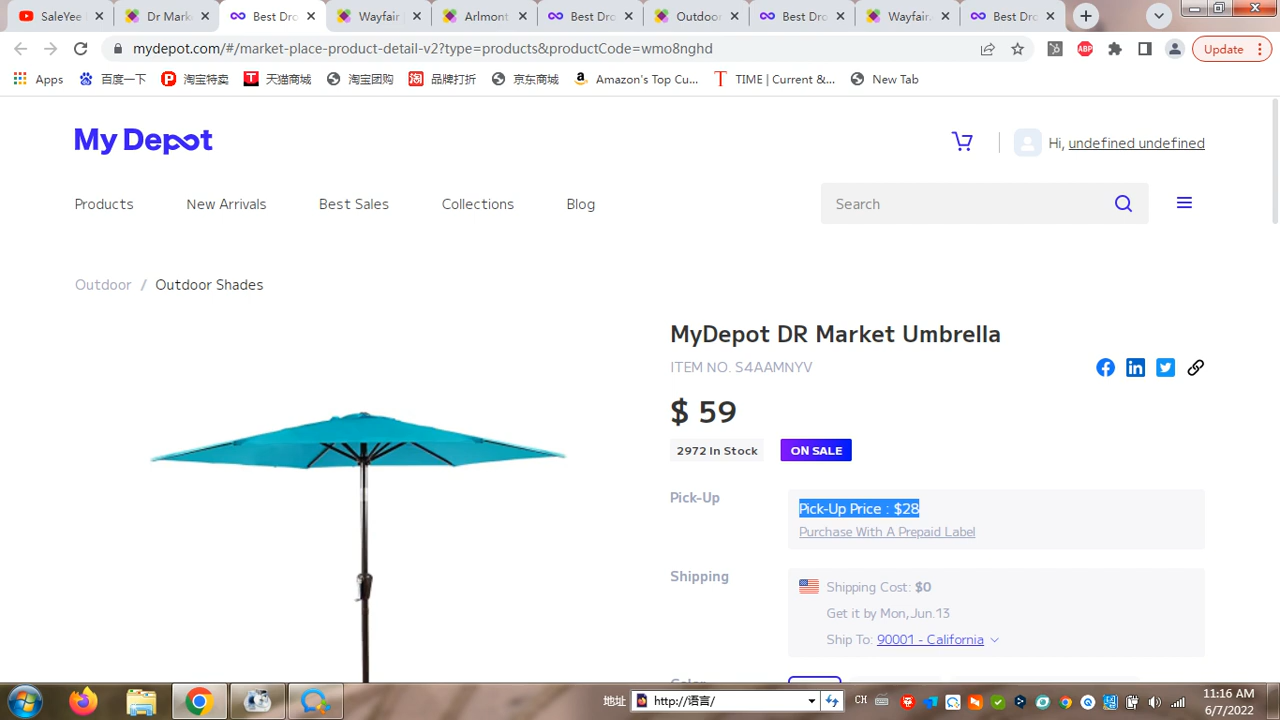 SaleYee
Dr Mark
Best Dro
Wayfair
Arlmont
Best Dro
Outdoo
Best Dro
Wayfair.
Best Dro
mydepot.com/#/market-place-product-detail-v2?type=products&productCode=wmo8nghd
ABP
Update
Apps
百度一下
淘宝特卖
天猫商城
淘宝团购
品牌打折
京东商城
Amazon's Top Cu...
TIME | Current &...
New Tab
My Depot
Hi, undefined undefined
Products
New Arrivals
Best Sales
Collections
Blog
Search
Outdoor / Outdoor Shades
MyDepot DR Market Umbrella
ITEM NO. S4AAMNYV
$ 59
2972 In Stock
ON SALE
Pick-Up
Pick-Up Price : $28
Purchase With A Prepaid Label
Shipping
Shipping Cost: $0
Get it by Mon,Jun.13
Ship To: 90001 - California
地址
http://语言/
CH
11:16 AM
6/7/2022